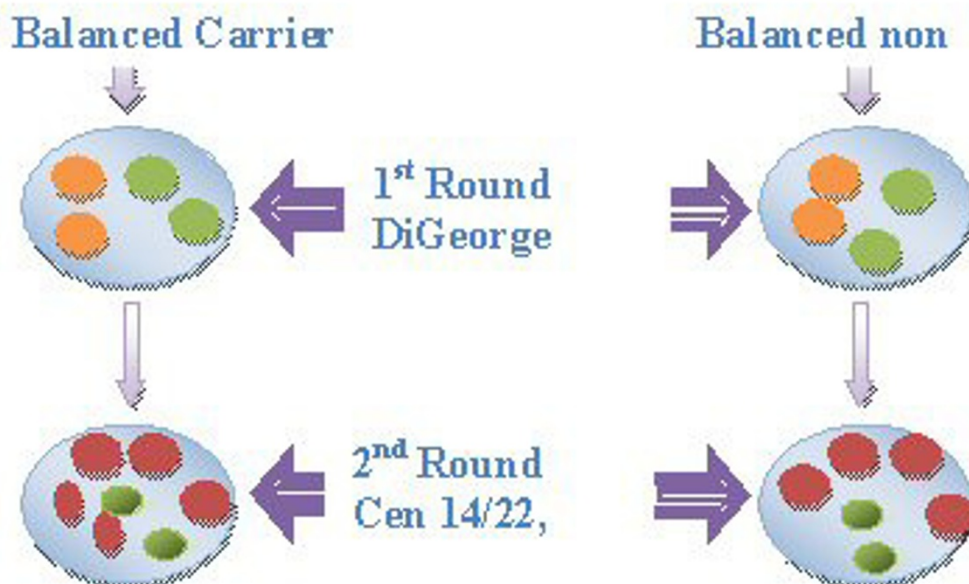 Balanced Carrier
Balanced non
1st Round
DiGeorge
2nd Round
Cen 14/22,